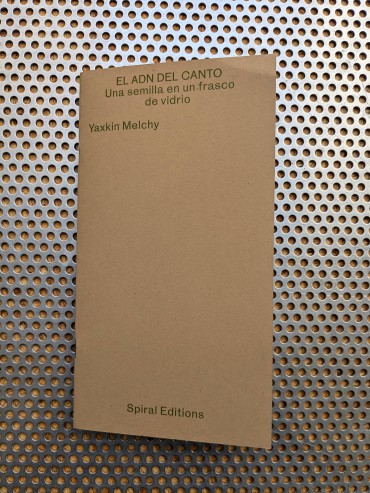 EL ADN DEL CANTO
Una semilla en un frasco
de vidrio
Yaxkin Melchy
Spiral Editions